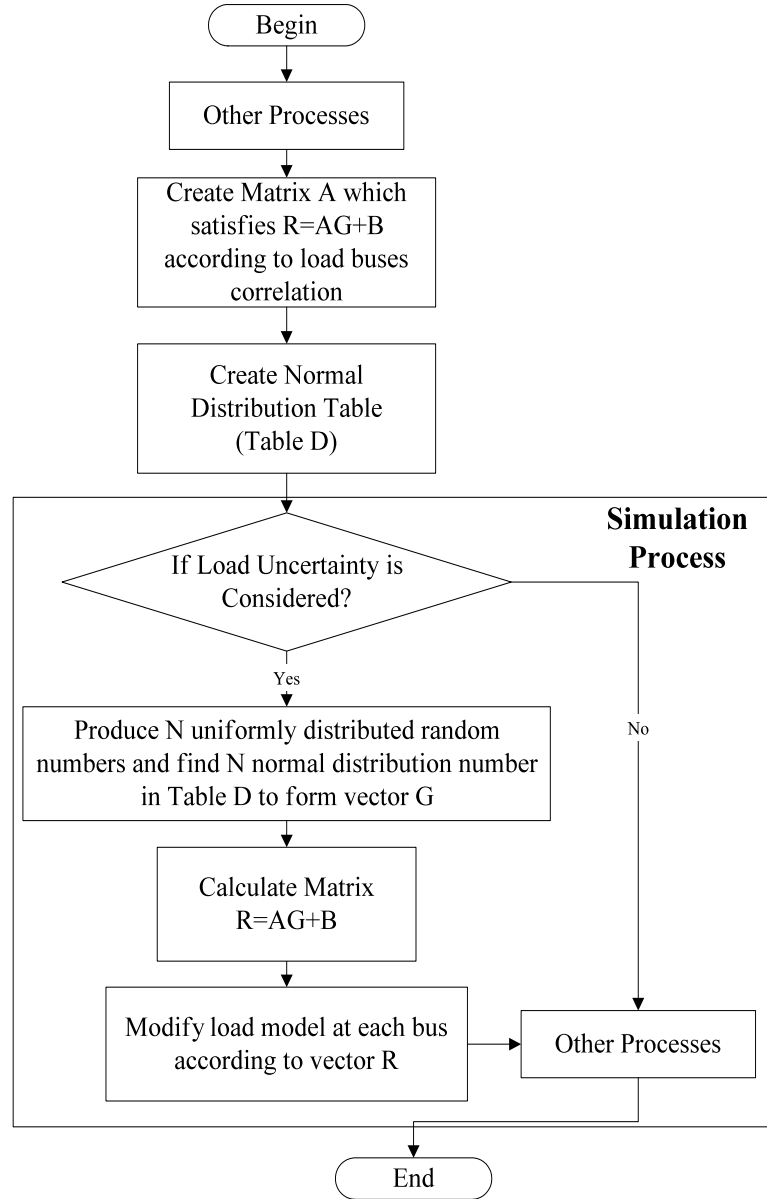 Begin
Other Processes
Create Matrix A which
satisfies R=AG+B
according to load buses
correlation
Create Normal
Distribution Table
(Table D)
Simulation
Process
If Load Uncertainty is
Considered?
Yes
No
Produce N uniformly distributed random
numbers and find N normal distribution number
in Table D to form vector G
Calculate Matrix
R=AG+B
Modify load model at each bus
according to vector R
Other Processes
End